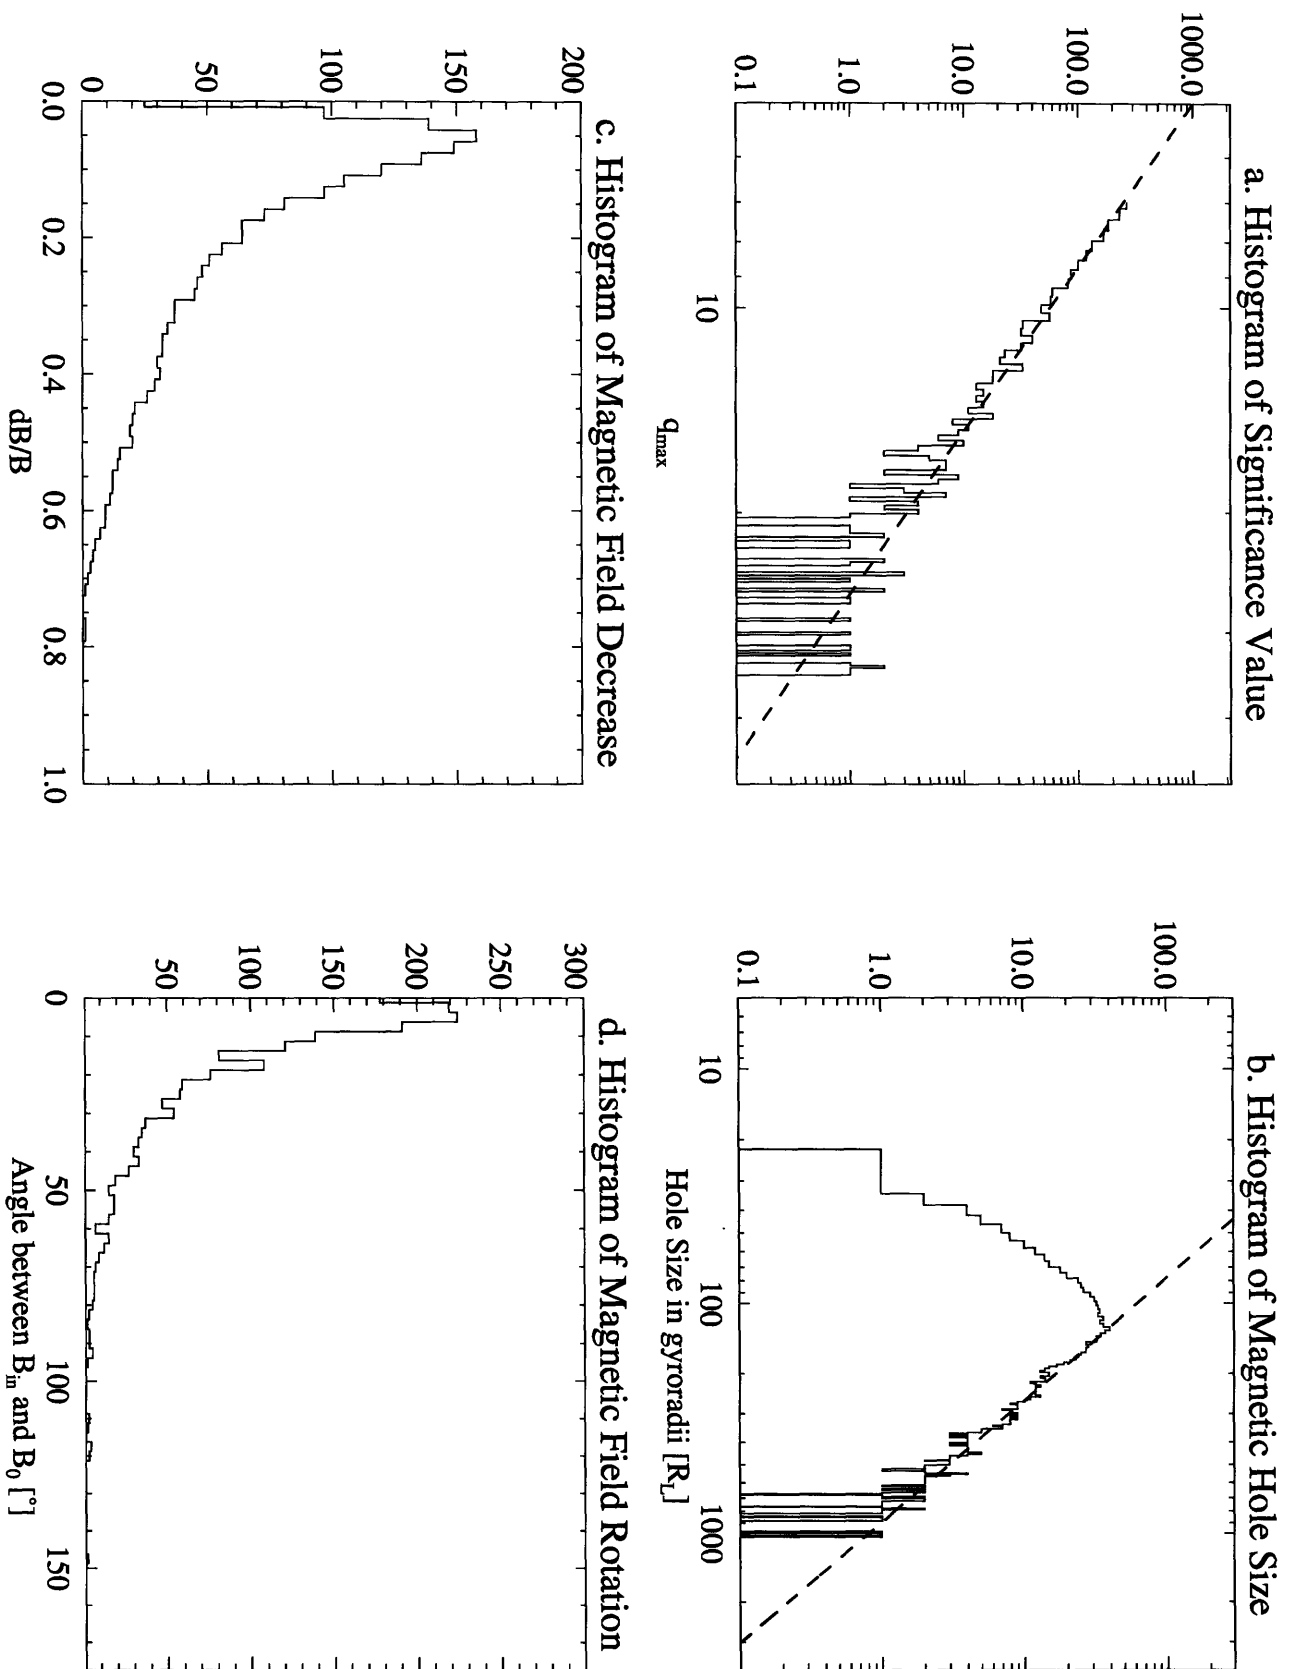 a. Histogram of Significance Value
1000.0
100.0
10.0
1.0
0.1
10
q_max
b. Histogram of Magnetic Hole Size
100.0
10.0
1.0
0.1
10 100 1000
Hole Size in gyroradii [R_L]
c. Histogram of Magnetic Field Decrease
200
150
100
50
0
0.0 0.2 0.4 0.6 0.8 1.0
dB/B
d. Histogram of Magnetic Field Rotation
300
250
200
150
100
50
0 50 100 150
Angle between B_in and B_0 [°]